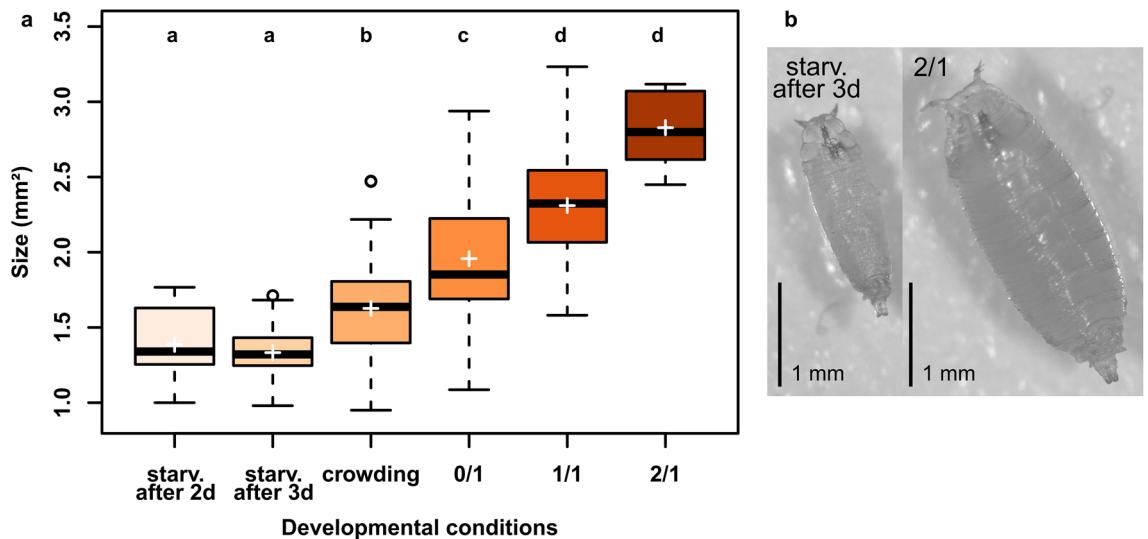 a
3.5
3.0
2.5
2.0
1.5
1.0
Size (mm²)
a a b c d d
starv. after 2d
starv. after 3d
crowding
0/1
1/1
2/1
Developmental conditions
b
starv.
after 3d
1 mm
2/1
1 mm